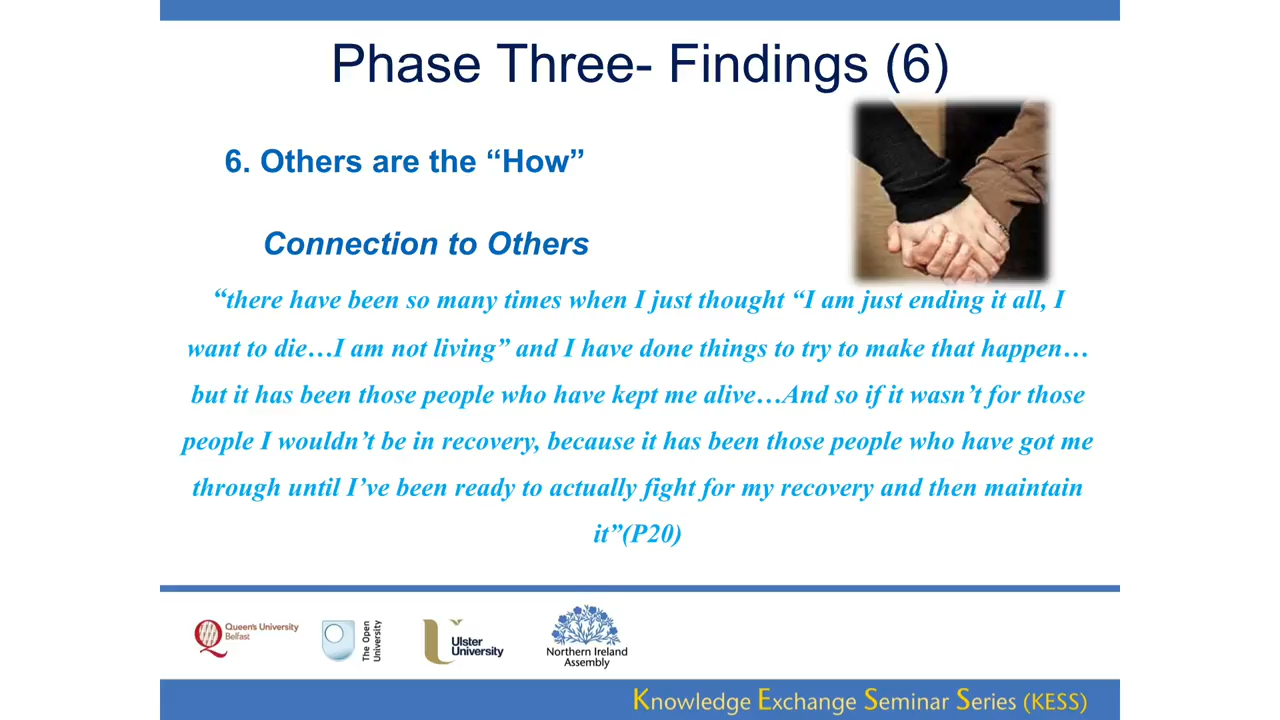 Phase Three- Findings (6)
6. Others are the “How”
Connection to Others
“there have been so many times when I just thought “I am just ending it all, I
want to die…I am not living” and I have done things to try to make that happen…
but it has been those people who have kept me alive…And so if it wasn’t for those
people I wouldn’t be in recovery, because it has been those people who have got me
through until I’ve been ready to actually fight for my recovery and then maintain
it”(P20)
Queen's University
Belfast
The Open
University
Ulster
University
Northern Ireland
Assembly
Knowledge Exchange Seminar Series (KESS)